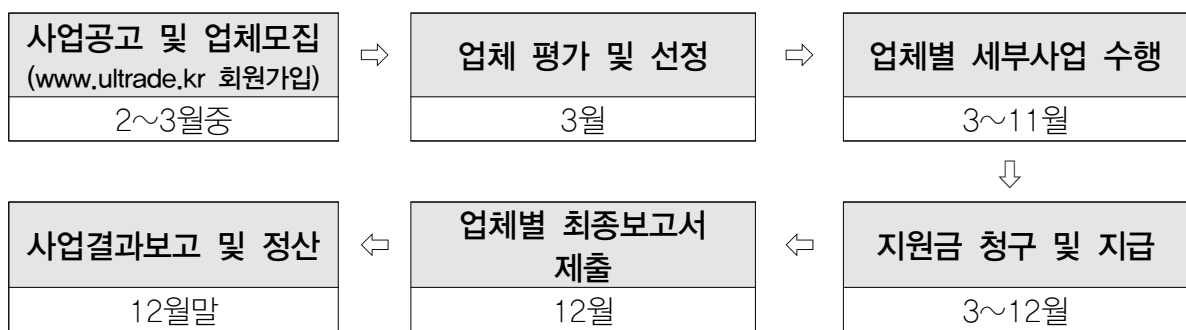 사업공고 및 업체모집
(www.ultrade.kr 회원가입)
2～3월중
⇨
업체 평가 및 선정
3월
⇨
업체별 세부사업 수행
3～11월
⇩
지원금 청구 및 지급
3～12월
⇦
업체별 최종보고서
제출
12월
⇦
사업결과보고 및 정산
12월말